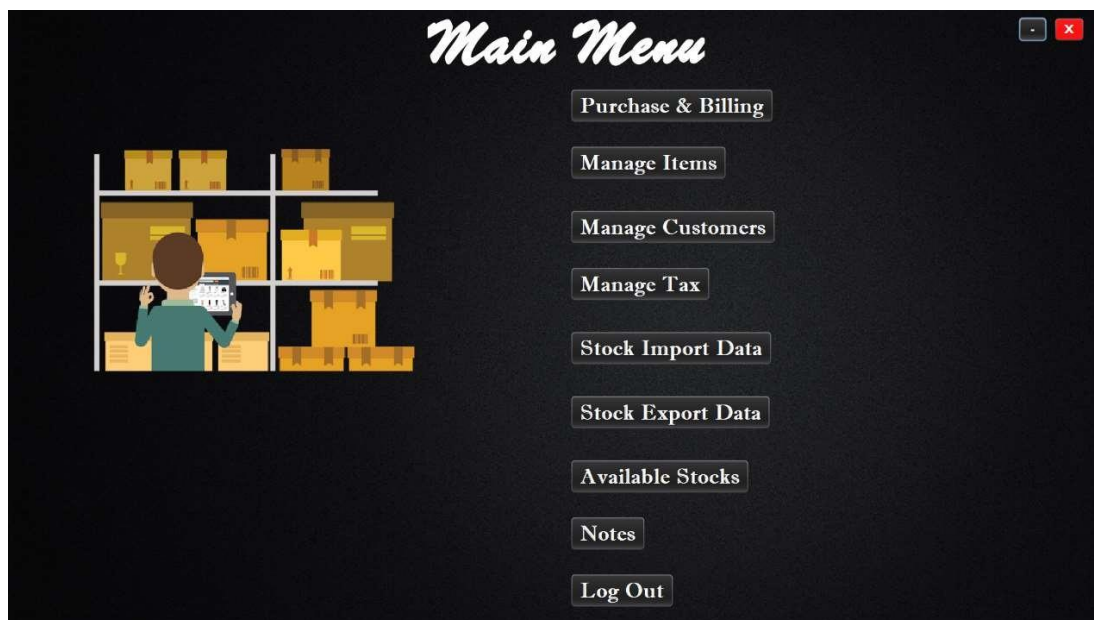 Main Menu
-
X
Purchase & Billing
Manage Items
Manage Customers
Manage Tax
Stock Import Data
Stock Export Data
Available Stocks
Notes
Log Out